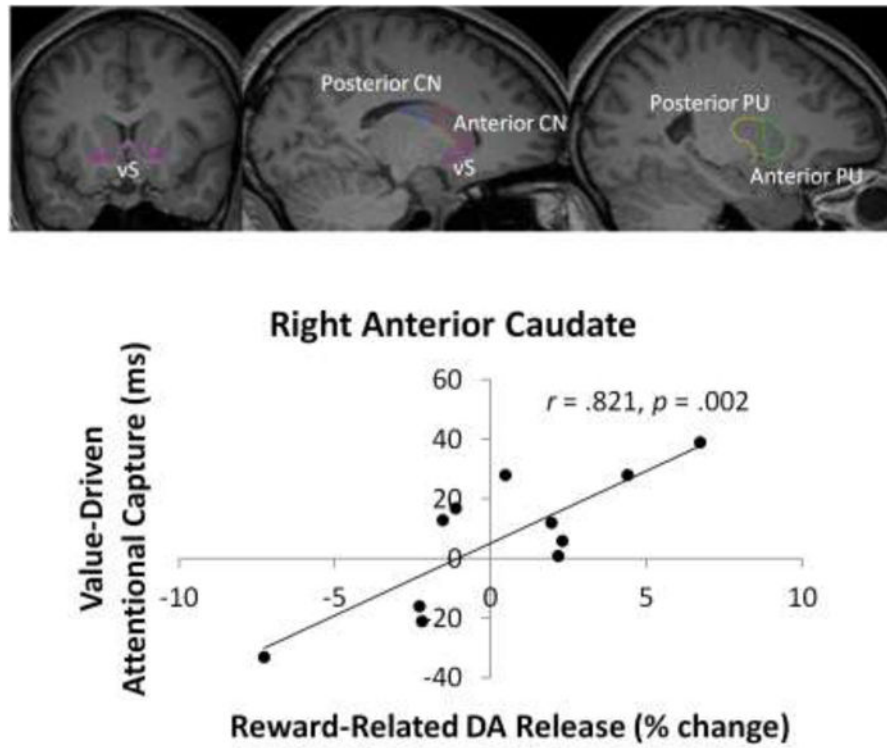 Posterior CN
Anterior CN
vS
vS
Posterior PU
Anterior PU
Right Anterior Caudate
r = .821, p = .002
Value-Driven
Attentional Capture (ms)
60
40
20
0
-20
-40
-10
-5
0
5
10
Reward-Related DA Release (% change)